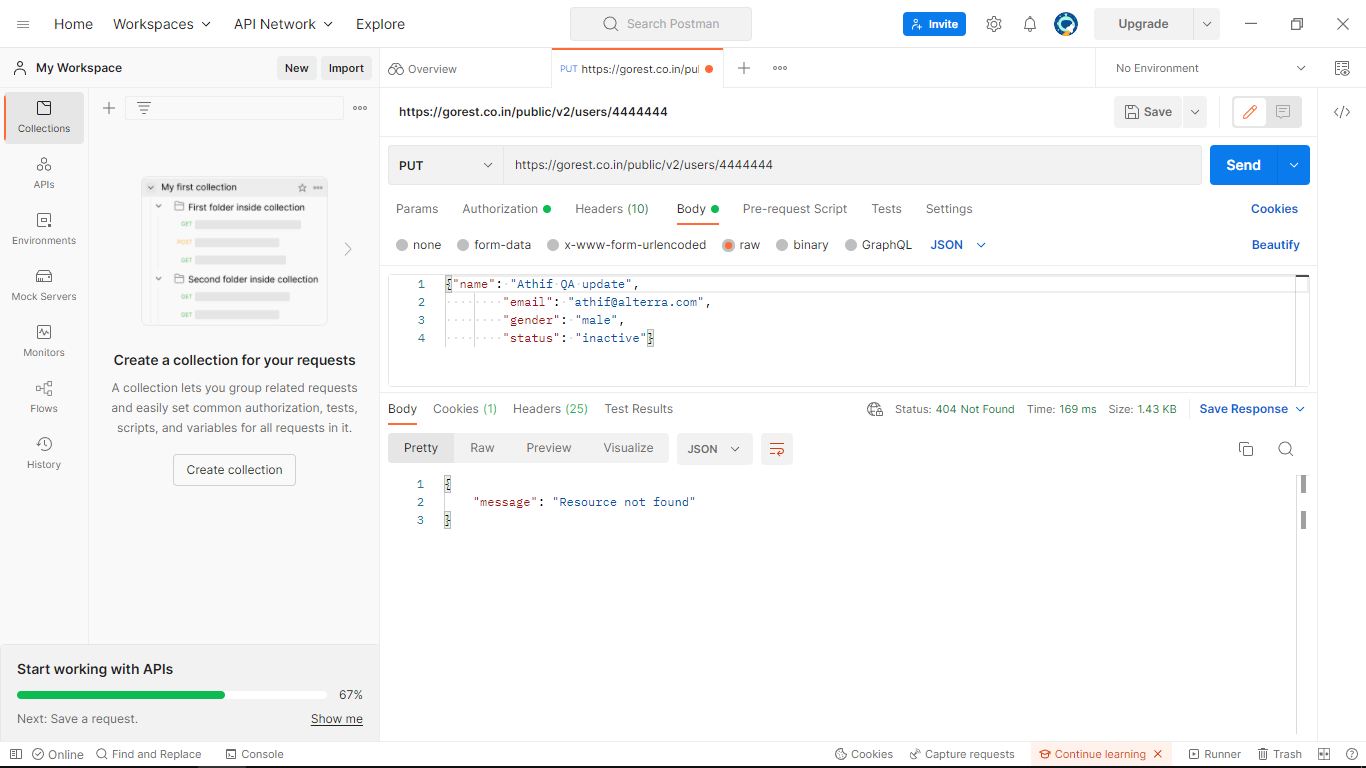 Home Workspaces API Network Explore Search Postman Invite Upgrade
My Workspace New Import
Overview PUT https://gorest.co.in/pul No Environment
Collections
APIs
Environments
Mock Servers
Monitors
Flows
History
My first collection
First folder inside collection
GET
POST
GET
Second folder inside collection
GET
GET
Create a collection for your requests
A collection lets you group related requests
and easily set common authorization, tests,
scripts, and variables for all requests in it.
Create collection
Start working with APIs
67%
Next: Save a request. Show me
https://gorest.co.in/public/v2/users/4444444 Save
PUT https://gorest.co.in/public/v2/users/4444444 Send
Params Authorization Headers (10) Body Pre-request Script Tests Settings Cookies
none form-data x-www-form-urlencoded raw binary GraphQL JSON Beautify
1 {"name": "Athif QA update",
2 "email": "athif@alterra.com",
3 "gender": "male",
4 "status": "inactive"}
Body Cookies (1) Headers (25) Test Results Status: 404 Not Found Time: 169 ms Size: 1.43 KB Save Response
Pretty Raw Preview Visualize JSON
1 {
2 "message": "Resource not found"
3 }
Online Find and Replace Console Cookies Capture requests Continue learning Runner Trash